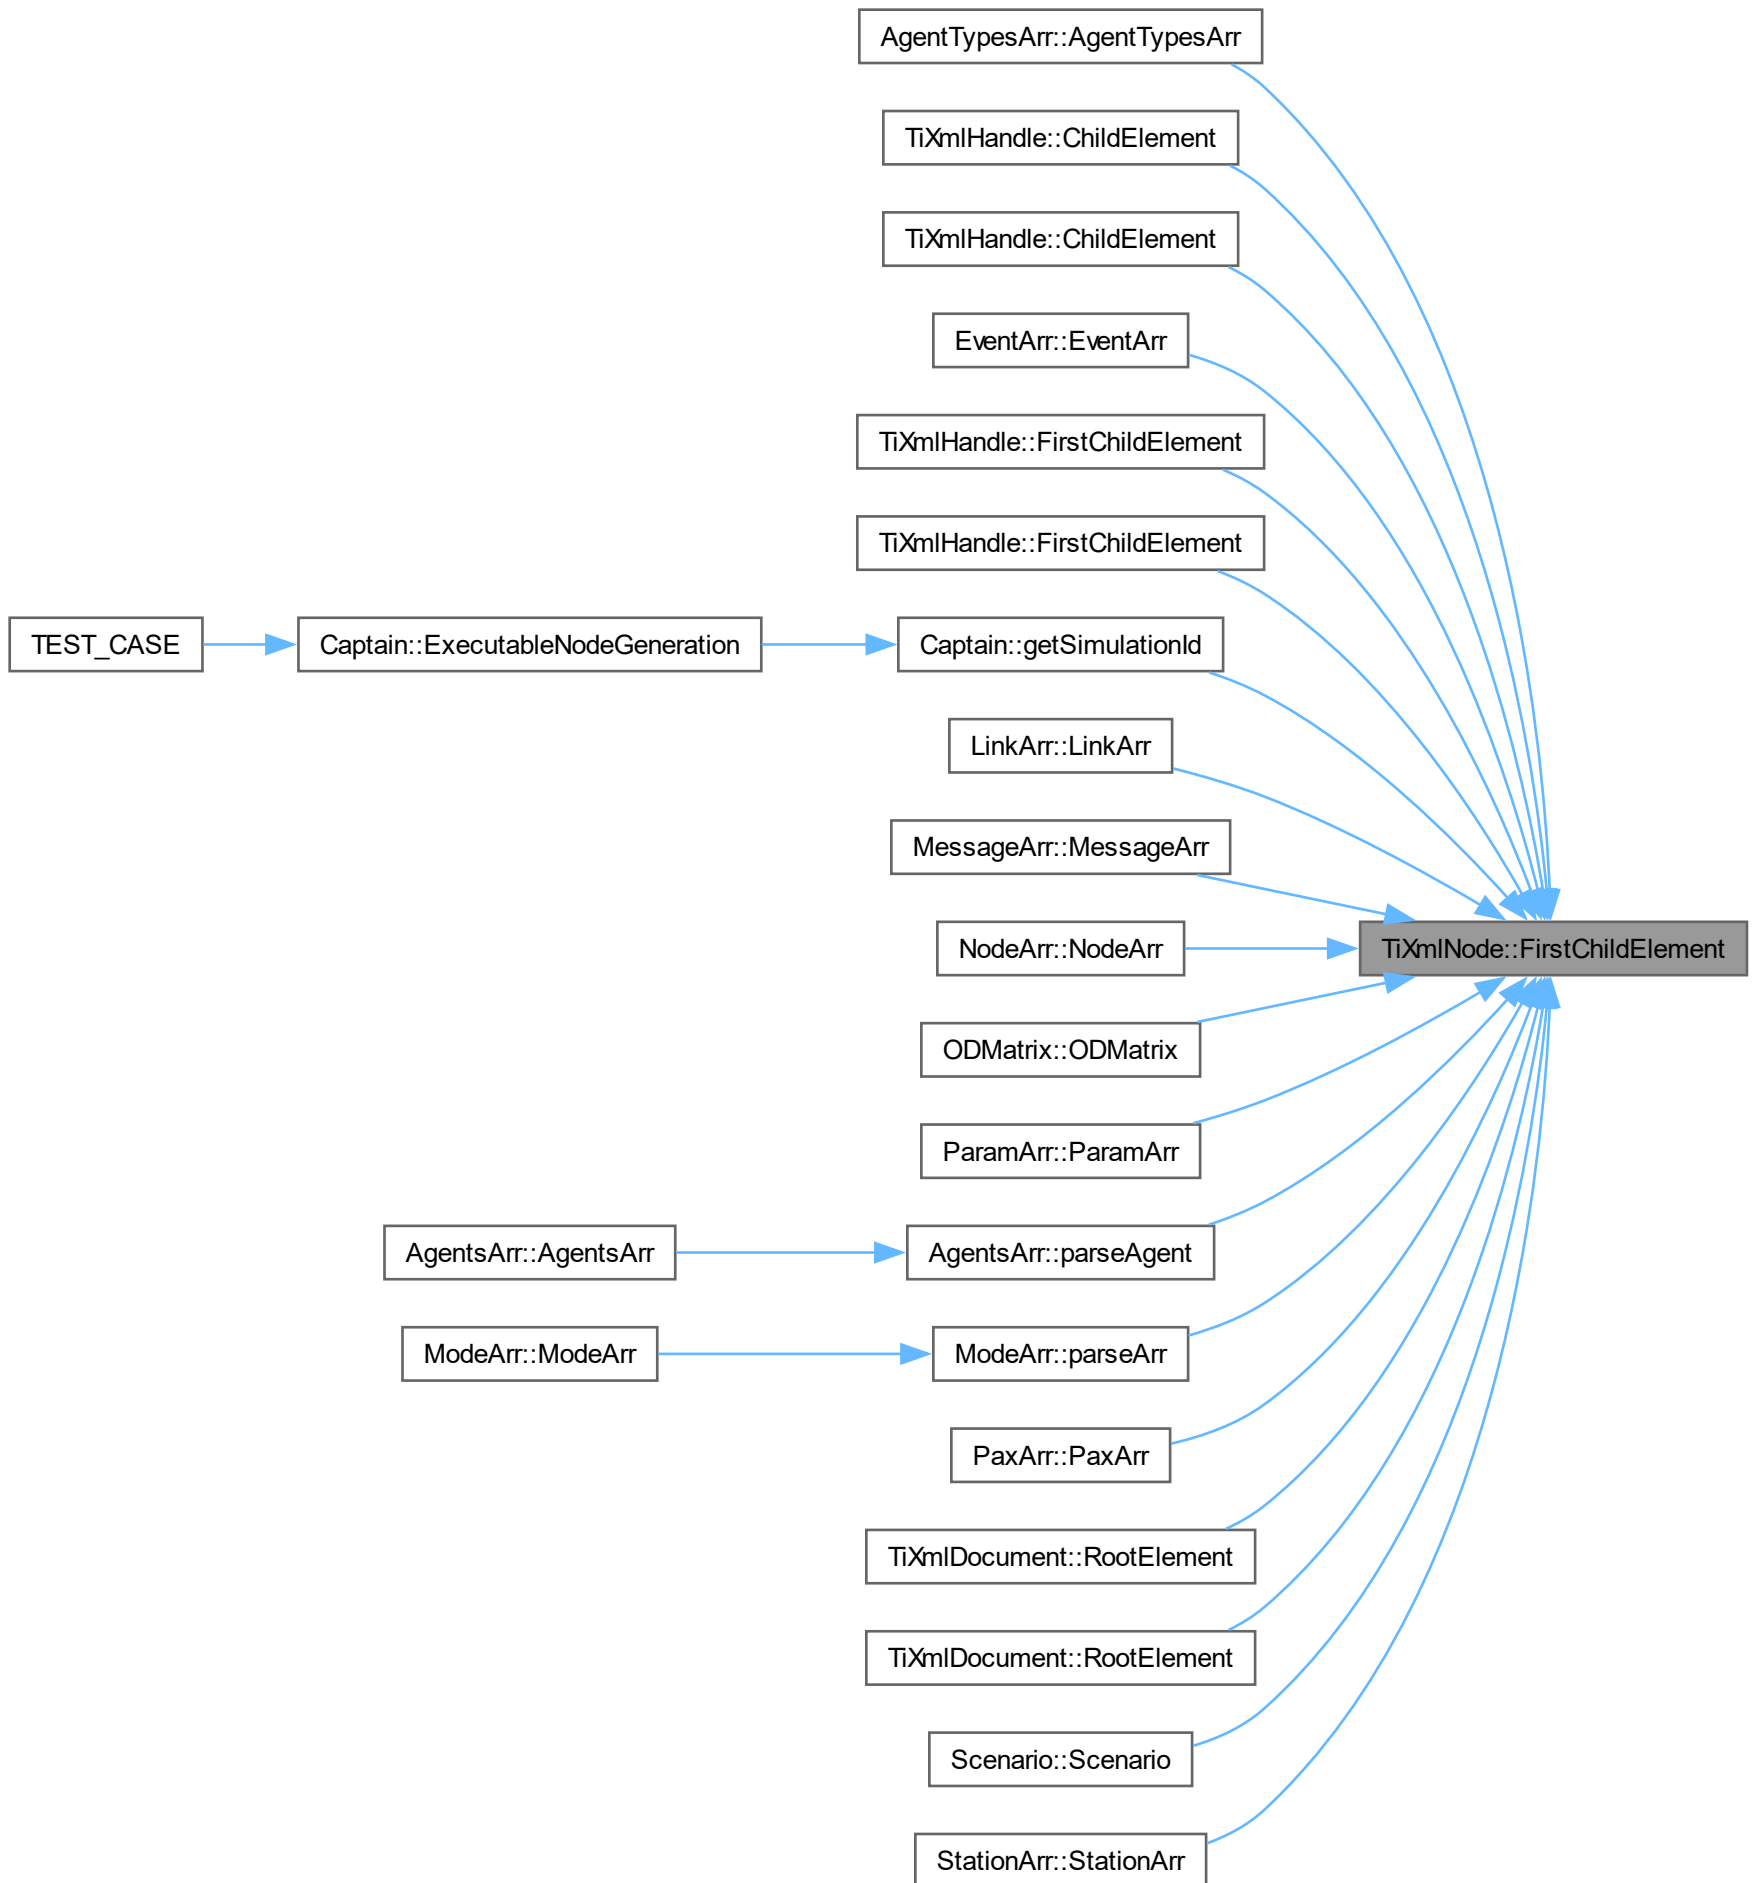 AgentTypesArr::AgentTypesArr
TiXmlHandle::ChildElement
TiXmlHandle::ChildElement
EventArr::EventArr
TiXmlHandle::FirstChildElement
TiXmlHandle::FirstChildElement
TEST_CASE
Captain::ExecutableNodeGeneration
Captain::getSimulationId
LinkArr::LinkArr
MessageArr::MessageArr
TiXmlNode::FirstChildElement
NodeArr::NodeArr
ODMatrix::ODMatrix
ParamArr::ParamArr
AgentsArr::AgentsArr
AgentsArr::parseAgent
ModeArr::ModeArr
ModeArr::parseArr
PaxArr::PaxArr
TiXmlDocument::RootElement
TiXmlDocument::RootElement
Scenario::Scenario
StationArr::StationArr